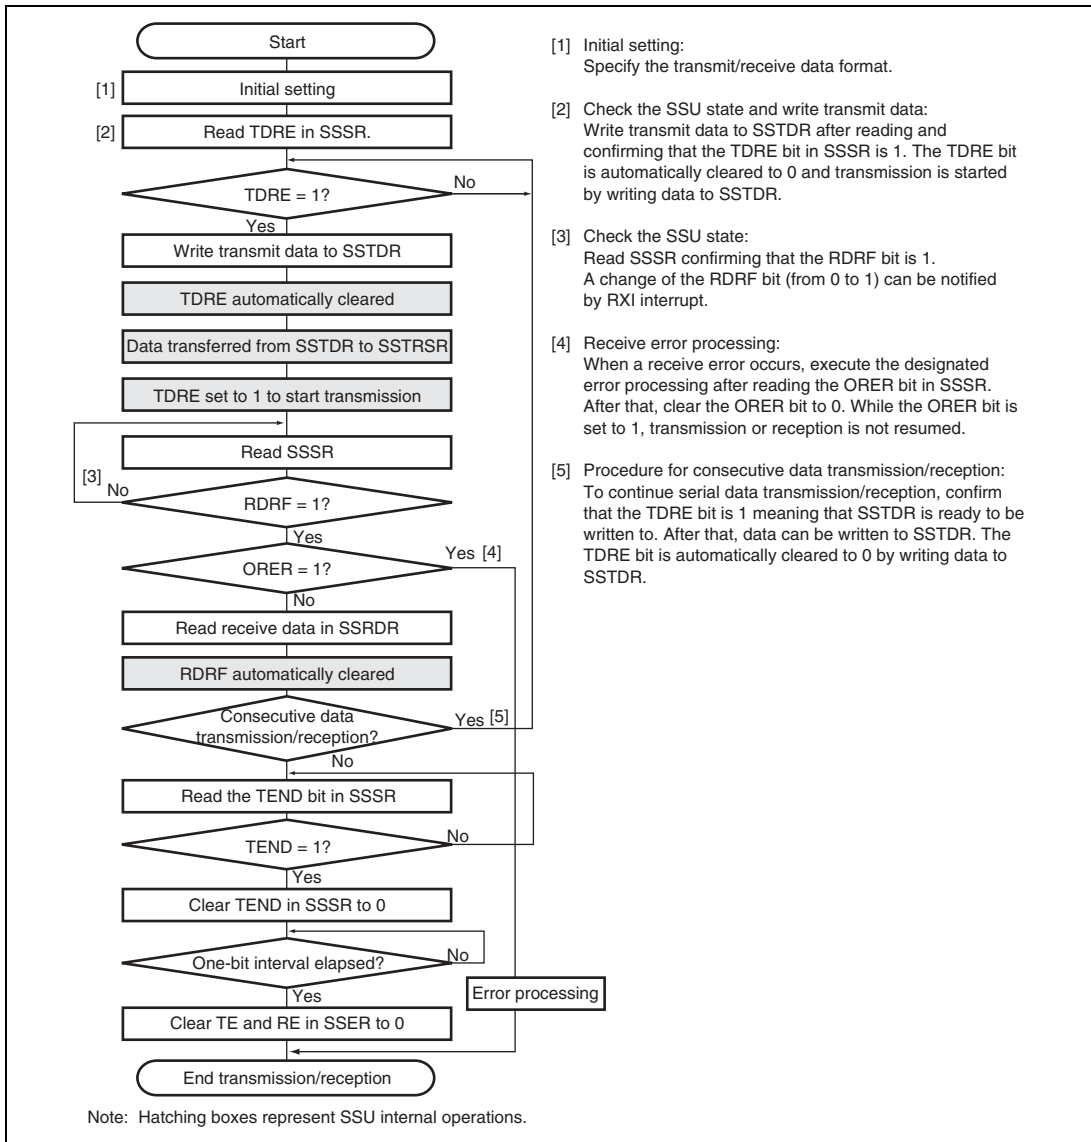 Start
[1] Initial setting
[2] Read TDRE in SSSR.
TDRE = 1?
No
Yes
Write transmit data to SSTDR
TDRE automatically cleared
Data transferred from SSTDR to SSTRSR
TDRE set to 1 to start transmission
Read SSSR
[3]
No
RDRF = 1?
Yes
Yes [4]
ORER = 1?
No
Read receive data in SSRDR
RDRF automatically cleared
Consecutive data
transmission/reception?
Yes [5]
No
Read the TEND bit in SSSR
No
TEND = 1?
Yes
Clear TEND in SSSR to 0
One-bit interval elapsed?
No
Yes
Error processing
Clear TE and RE in SSER to 0
End transmission/reception
[1] Initial setting:
Specify the transmit/receive data format.
[2] Check the SSU state and write transmit data:
Write transmit data to SSTDR after reading and
confirming that the TDRE bit in SSSR is 1. The TDRE bit
is automatically cleared to 0 and transmission is started
by writing data to SSTDR.
[3] Check the SSU state:
Read SSSR confirming that the RDRF bit is 1.
A change of the RDRF bit (from 0 to 1) can be notified
by RXI interrupt.
[4] Receive error processing:
When a receive error occurs, execute the designated
error processing after reading the ORER bit in SSSR.
After that, clear the ORER bit to 0. While the ORER bit is
set to 1, transmission or reception is not resumed.
[5] Procedure for consecutive data transmission/reception:
To continue serial data transmission/reception, confirm
that the TDRE bit is 1 meaning that SSTDR is ready to be
written to. After that, data can be written to SSTDR. The
TDRE bit is automatically cleared to 0 by writing data to
SSTDR.
Note: Hatching boxes represent SSU internal operations.